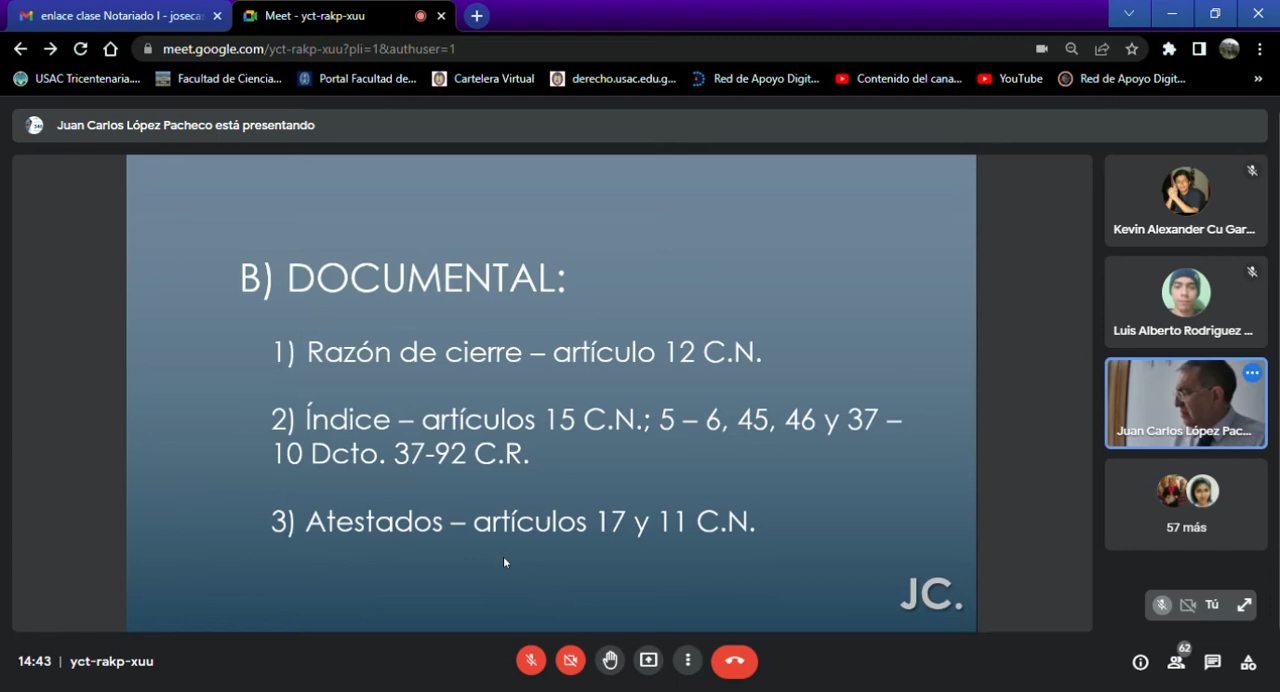 enlace clase Notariado I - joseca
Meet - yct-rakp-xuu
meet.google.com/yct-rakp-xuu?pli=1&authuser=1
USAC Tricentenaria....
Facultad de Ciencia...
Portal Facultad de...
Cartelera Virtual
derecho.usac.edu.g...
Red de Apoyo Digit...
Contenido del cana...
YouTube
Red de Apoyo Digit...
Juan Carlos López Pacheco está presentando
B) DOCUMENTAL:
1) Razón de cierre – artículo 12 C.N.
2) Índice – artículos 15 C.N.; 5 – 6, 45, 46 y 37 –
10 Dcto. 37-92 C.R.
3) Atestados – artículos 17 y 11 C.N.
JC.
Kevin Alexander Cu Gar...
Luis Alberto Rodriguez ...
Juan Carlos López Pac...
57 más
Tú
14:43 | yct-rakp-xuu
62